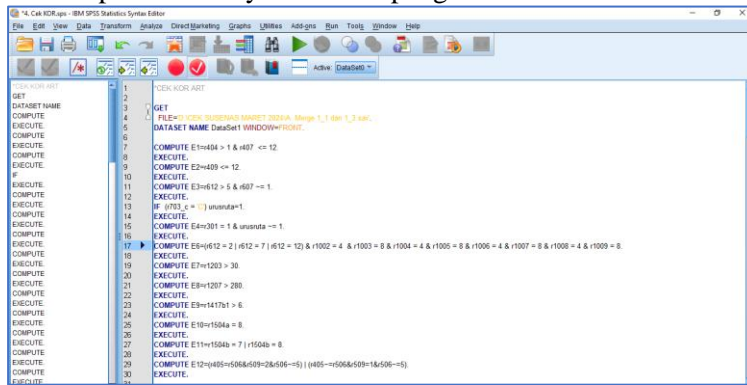 *4. Cek KOR.sps - IBM SPSS Statistics Syntax Editor
File Edit View Data Transform Analyze Direct Marketing Graphs Utilities Add-ons Run Tools Window Help
Active: DataSet0
*CEK KOR ART.
GET
DATASET NAME
COMPUTE
EXECUTE.
COMPUTE
EXECUTE.
COMPUTE
EXECUTE.
IF
EXECUTE.
COMPUTE
EXECUTE.
COMPUTE
EXECUTE.
COMPUTE
EXECUTE.
COMPUTE
EXECUTE.
COMPUTE
EXECUTE.
COMPUTE
EXECUTE.
COMPUTE
EXECUTE.
COMPUTE
EXECUTE.
COMPUTE
EXECUTE
1 *CEK KOR ART.
2
3 GET
4 FILE= CEK SUSENAS MARET Merge 1_1 dan 1_2.sav'.
5 DATASET NAME DataSet1 WINDOW=FRONT.
6
7 COMPUTE E1=r404 > 1 & r407 <= 12.
8 EXECUTE.
9 COMPUTE E2=r409 <= 12.
10 EXECUTE.
11 COMPUTE E3=r612 > 5 & r607 ~= 1.
12 EXECUTE.
13 IF (r703_c = 'C') urusruta=1.
14 EXECUTE.
15 COMPUTE E4=r301 = 1 & urusruta ~= 1.
16 EXECUTE.
17 COMPUTE E6=(r612 = 2 | r612 = 7 | r612 = 12) & r1002 = 4 & r1003 = 8 & r1004 = 4 & r1005 = 8 & r1006 = 4 & r1007 = 8 & r1008 = 4 & r1009 = 8.
18 EXECUTE.
19 COMPUTE E7=r1203 > 30.
20 EXECUTE.
21 COMPUTE E8=r1207 > 280.
22 EXECUTE.
23 COMPUTE E9=r1417b1 > 6.
24 EXECUTE.
25 COMPUTE E10=r1504a = 8.
26 EXECUTE.
27 COMPUTE E11=r1504b = 7 | r1504b = 8.
28 EXECUTE.
29 COMPUTE E12=(r405=r506&r509=2&r506~=5) | (r405~=r506&r509=1&r506~=5).
30 EXECUTE.
31